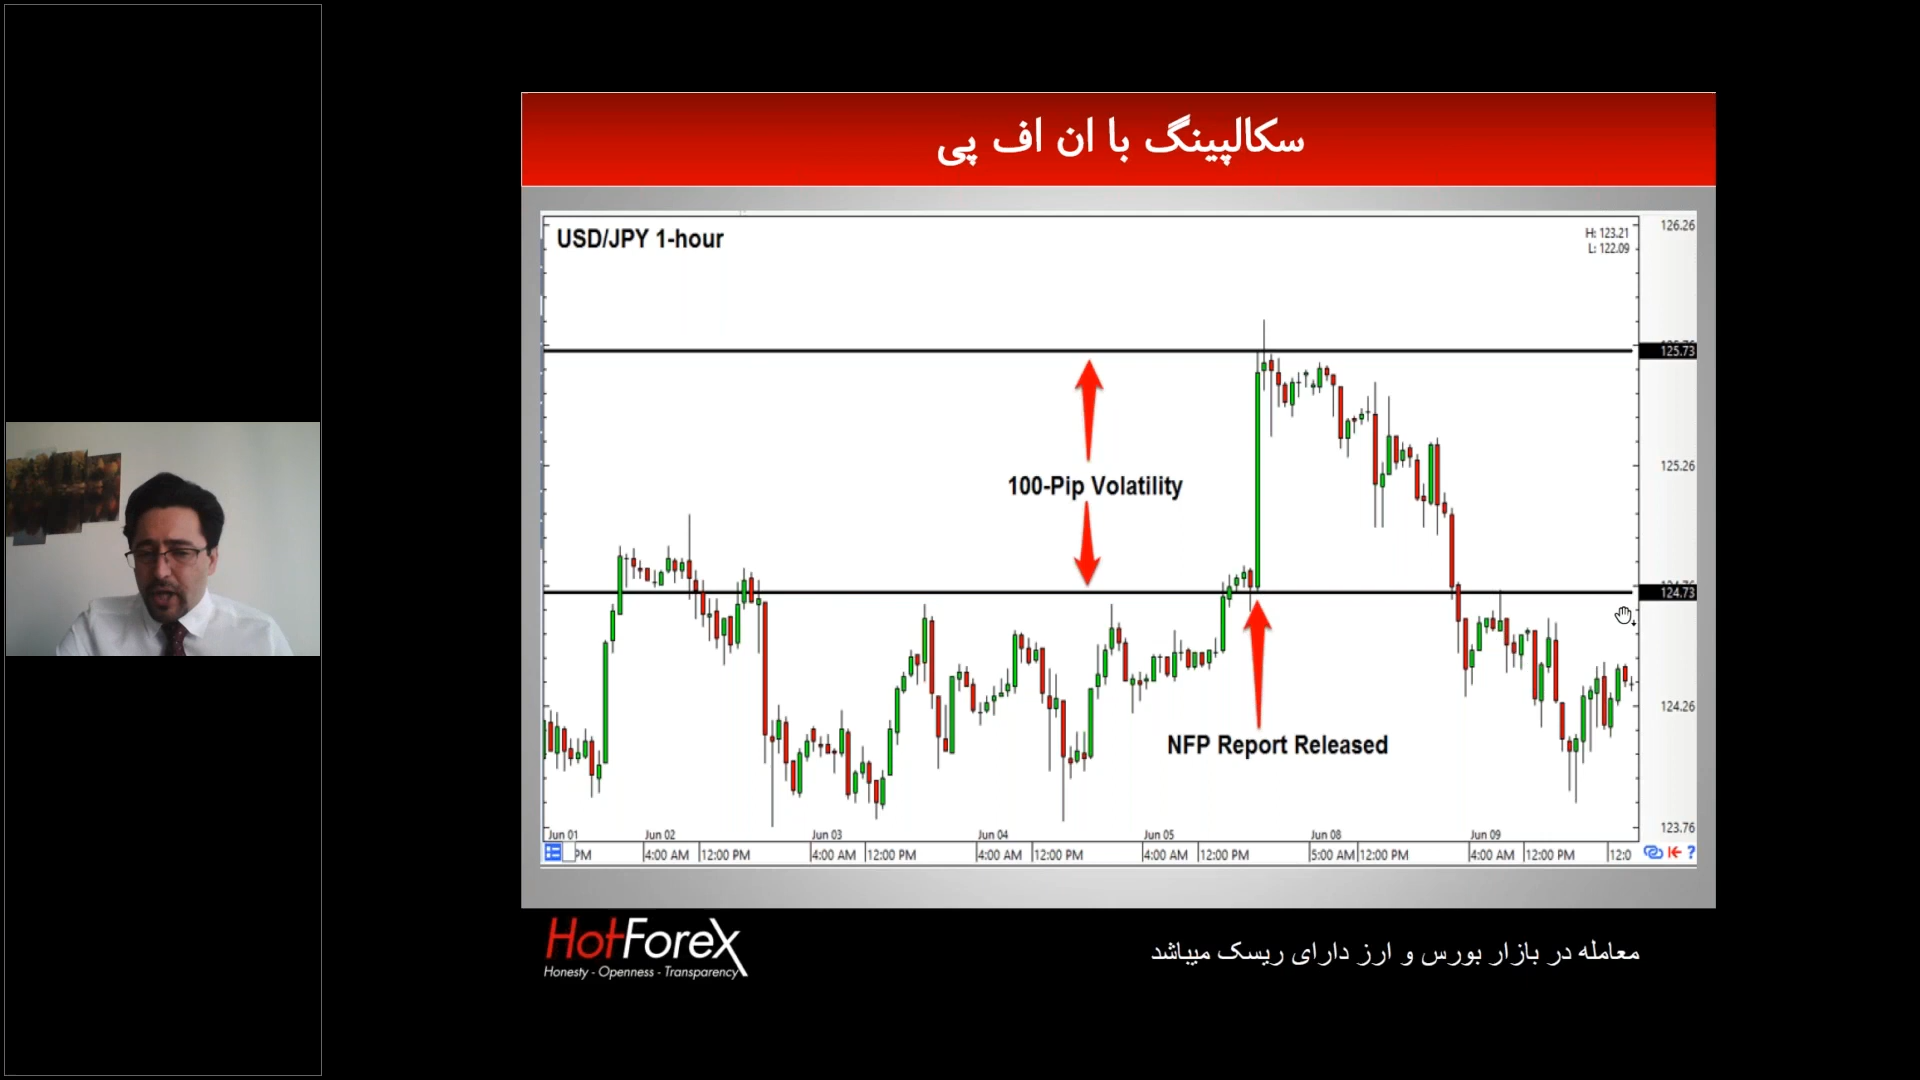 سکالپینگ با ان اف پی
USD/JPY 1-hour
H: 123.21
L: 122.09
126.26
125.73
100-Pip Volatility
125.26
124.73
124.26
NFP Report Released
123.76
Jun 01 Jun 02 Jun 03 Jun 04 Jun 05 Jun 08 Jun 09
PM 4:00 AM 12:00 PM 4:00 AM 12:00 PM 4:00 AM 12:00 PM 4:00 AM 12:00 PM 5:00 AM 12:00 PM 4:00 AM 12:00 PM 12:0
HotForex
Honesty - Openness - Transparency
معامله در بازار بورس و ارز دارای ریسک میباشد